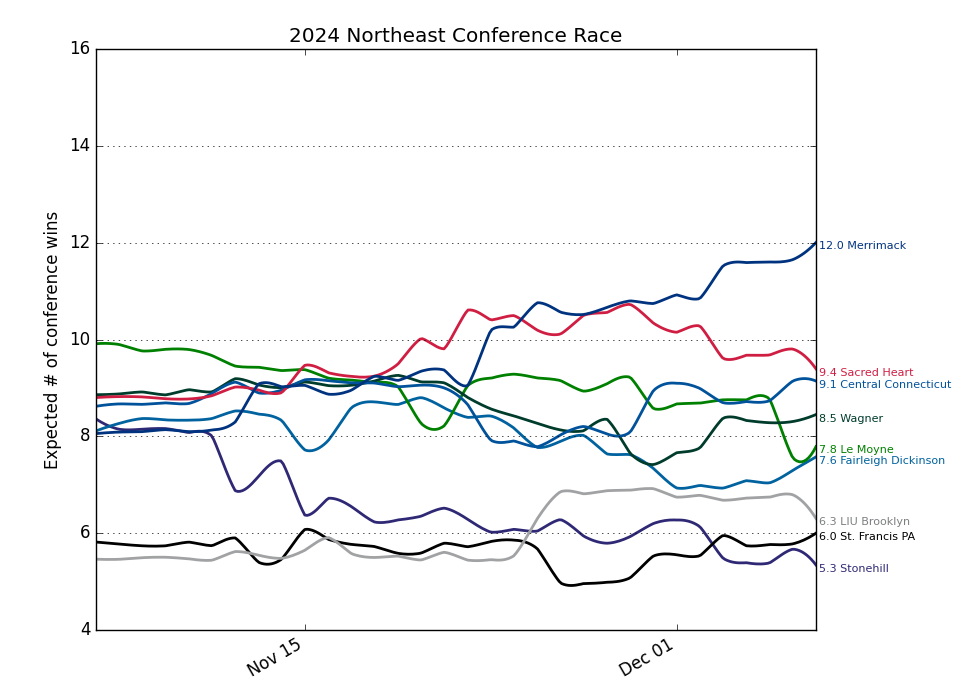 2024 Northeast Conference Race
Expected # of conference wins
16
14
12
10
8
6
4
Nov 15
Dec 01
12.0 Merrimack
9.4 Sacred Heart
9.1 Central Connecticut
8.5 Wagner
7.8 Le Moyne
7.6 Fairleigh Dickinson
6.3 LIU Brooklyn
6.0 St. Francis PA
5.3 Stonehill